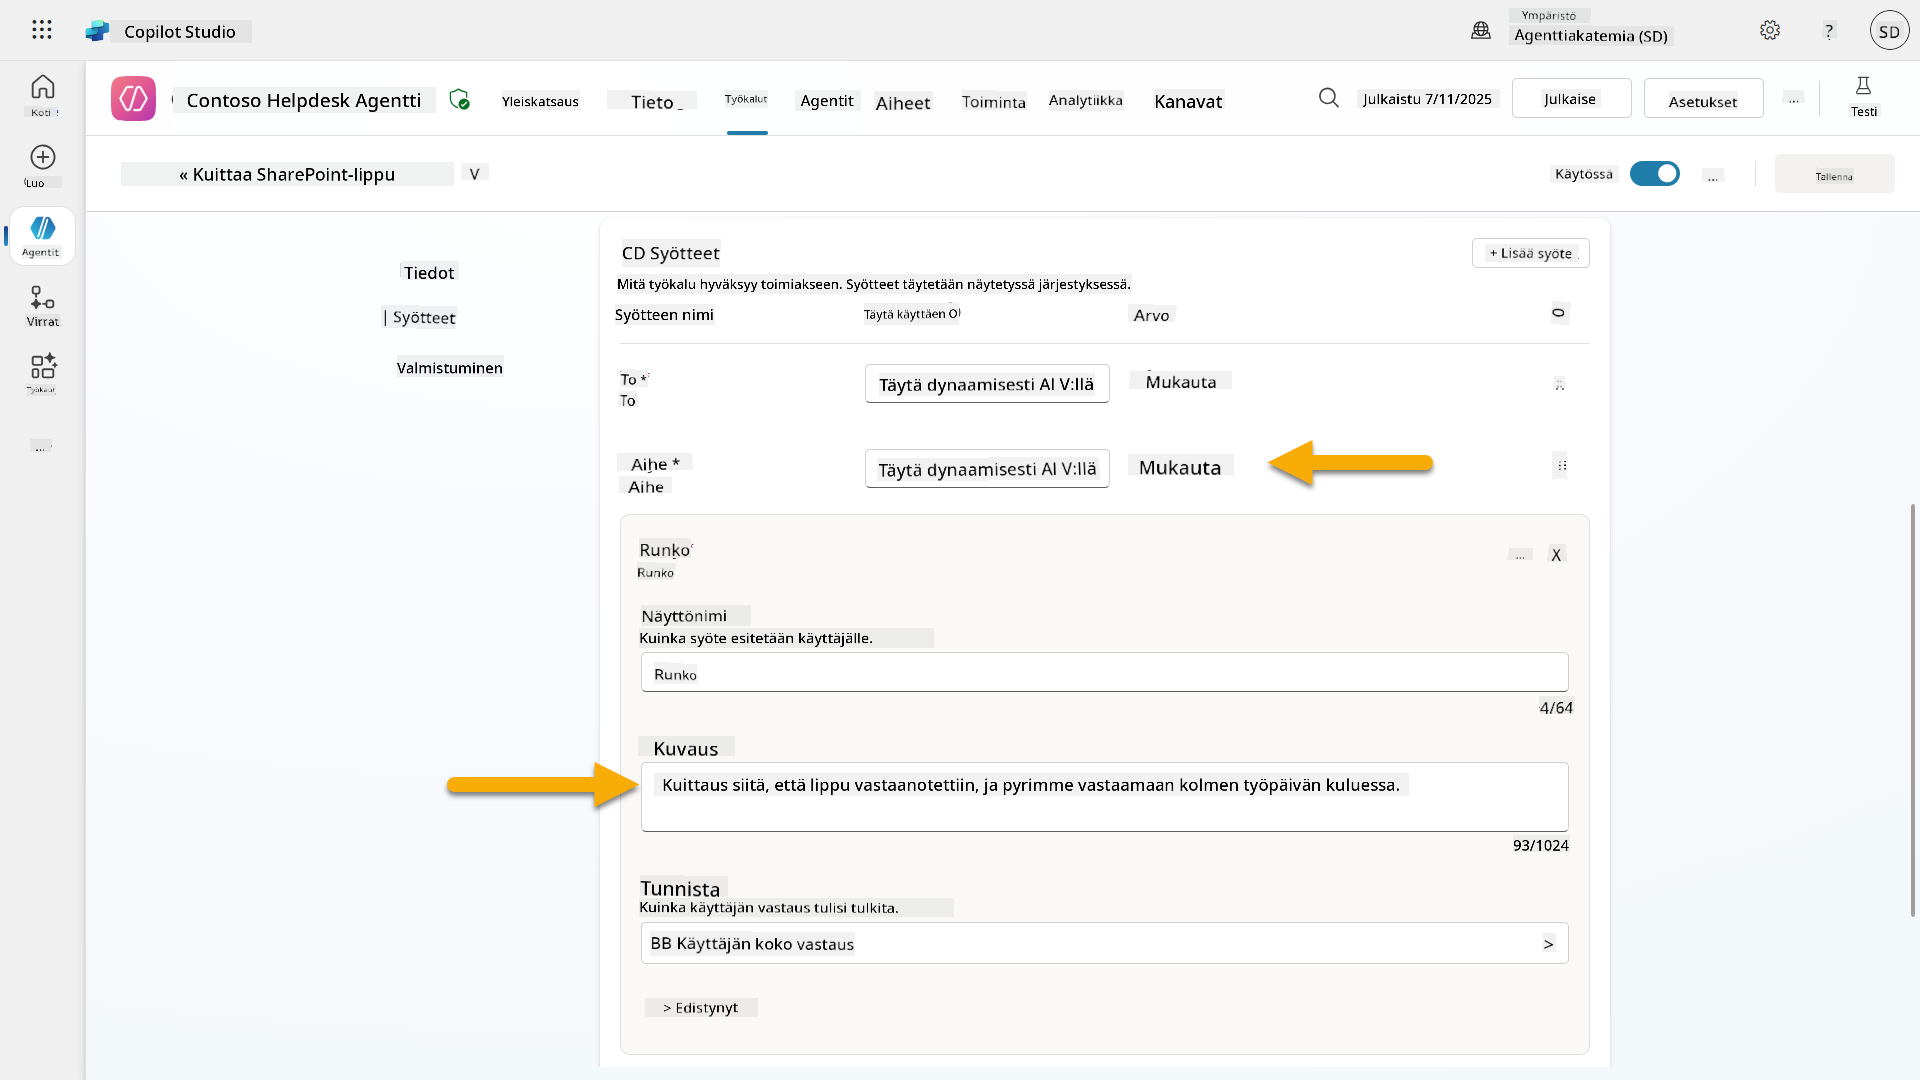 Copilot Studio
Ympäristö
Agenttiakatemia (SD)
?
SD
Koti
Luo
Agentit
Virrat
Työkalut
...
Contoso Helpdesk Agentti
Yleiskatsaus
Tieto
Työkalut
Agentit
Aiheet
Toiminta
Analytiikka
Kanavat
Julkaistu 7/11/2025
Julkaise
Asetukset
...
Testi
« Kuittaa SharePoint-lippu
V
Käytössä
...
Tallenna
Tiedot
| Syötteet
Valmistuminen
CD Syötteet
+ Lisää syöte
Mitä työkalu hyväksyy toimiakseen. Syötteet täytetään näytetyssä järjestyksessä.
Syötteen nimi
Täytä käyttäen O
Arvo
To *
To
Täytä dynaamisesti AI V:llä
Mukauta
Aihe *
Aihe
Täytä dynaamisesti AI V:llä
Mukauta
Runko
Runko
...
X
Näyttönimi
Kuinka syöte esitetään käyttäjälle.
Runko
4/64
Kuvaus
Kuittaus siitä, että lippu vastaanotettiin, ja pyrimme vastaamaan kolmen työpäivän kuluessa.
93/1024
Tunnista
Kuinka käyttäjän vastaus tulisi tulkita.
BB Käyttäjän koko vastaus
>
> Edistynyt